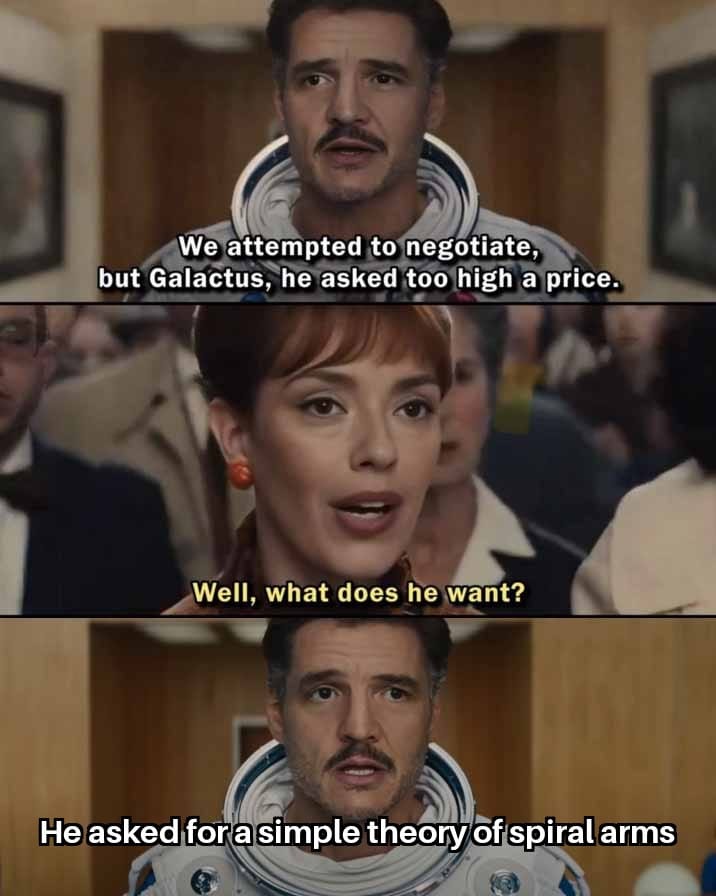 We attempted to negotiate,
but Galactus, he asked too high a price.
Well, what does he want?
He asked for a simple theory of spiral arms